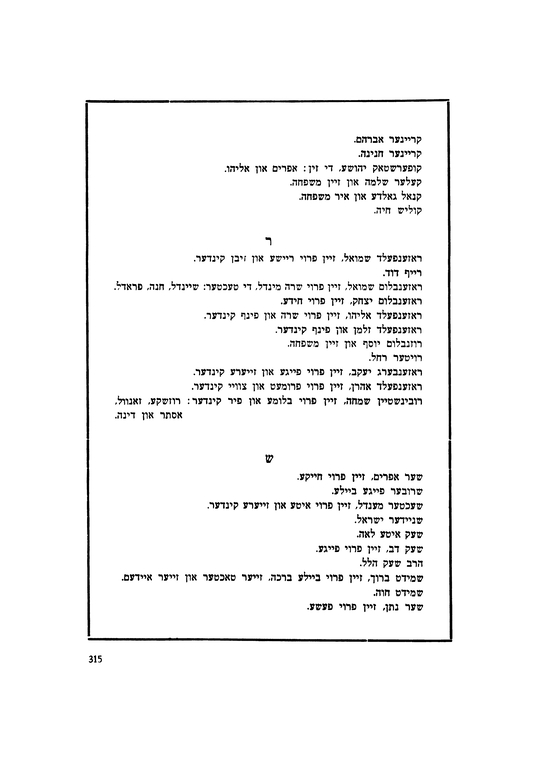 קריינער אברהם.
קריינער חנינה.
קופערשטאק יהושע, די זין: אפרים און אליהו.
קעלער שלמה און זיין משפחה.
קנאל גאלדע און איר משפחה.
קוליש חיה.
ר
ראזענפעלד שמואל, זיין פרוי ריישע און זיבן קינדער.
רייף דוד.
ראזענבלום שמואל, זיין פרוי שרה מינדל, די טעכטער: שיינדל, חנה, פראדל.
ראזענבלום יצחק, זיין פרוי חידע.
ראזענפעלד אליהו, זיין פרוי שרה און פינף קינדער.
ראזענפעלד זלמן און פינף קינדער.
רוזנבלום יוסף און זיין משפחה.
רויטער רחל.
ראזענבערג יעקב, זיין פרוי פייגע און זייערע קינדער.
ראזענפעלד אהרן, זיין פרוי פרומעט און צוויי קינדער.
רובינשטיין שמחה, זיין פרוי בלומע און פיר קינדער: רוזשקע, זאנוול,
אסתר און דינה.
ש
שער אפרים, זיין פרוי חייקע.
שרובער פייגע ביילע.
שעכטער מענדל, זיין פרוי איטע און זייערע קינדער.
שניידער ישראל.
שעק איטע לאה.
שעק דב, זיין פרוי פייגע.
הרב שעק הלל.
שמידט ברוך, זיין פרוי ביילע ברכה, זייער טאכטער און זייער איידעם.
שמידט חוה.
שער נתן, זיין פרוי פעשע.
315